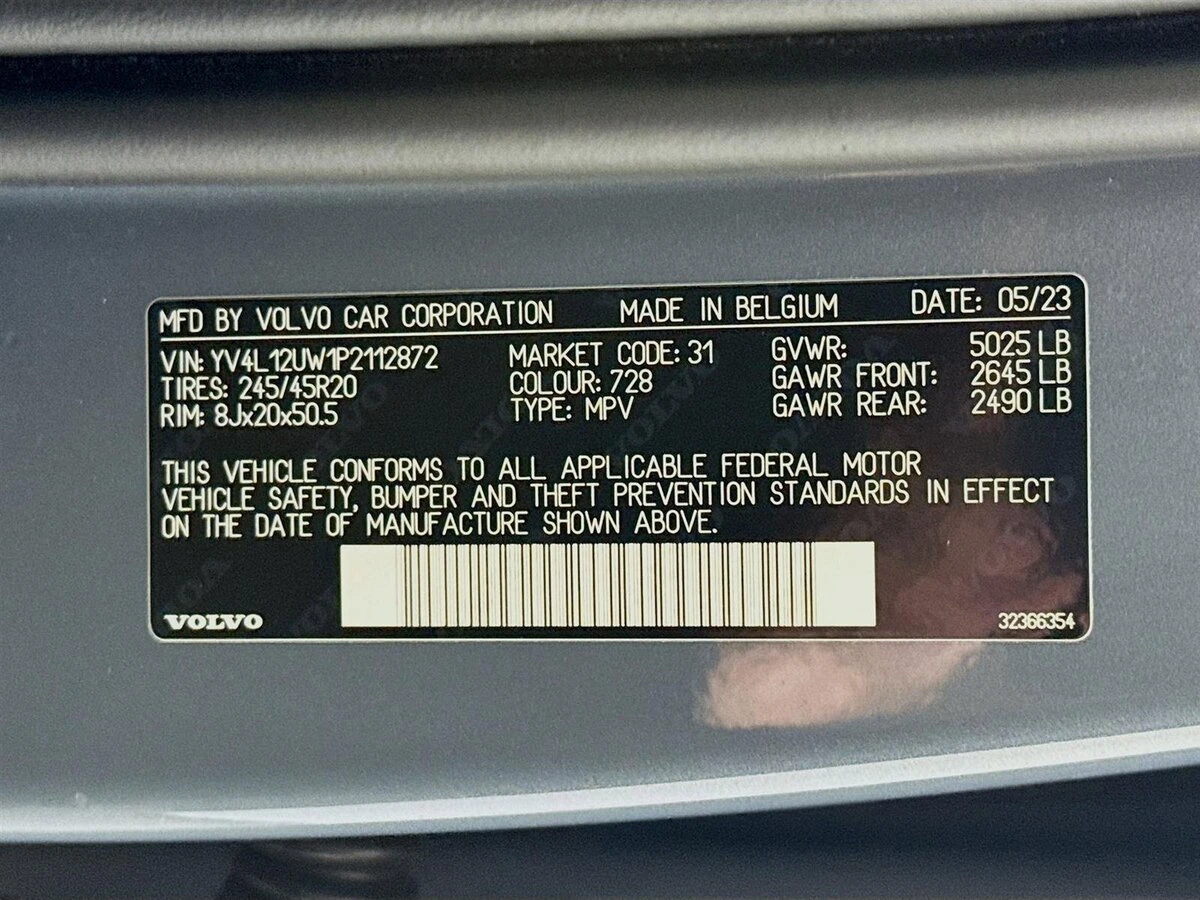 MFD BY VOLVO CAR CORPORATION MADE IN BELGIUM DATE: 05/23
VIN: YV4L12UW1P2112872 MARKET CODE: 31 GVWR: 5025 LB
TIRES: 245/45R20 COLOUR: 728 GAWR FRONT: 2645 LB
RIM: 8Jx20x50.5 TYPE: MPV GAWR REAR: 2490 LB
THIS VEHICLE CONFORMS TO ALL APPLICABLE FEDERAL MOTOR
VEHICLE SAFETY, BUMPER AND THEFT PREVENTION STANDARDS IN EFFECT
ON THE DATE OF MANUFACTURE SHOWN ABOVE.
VOLVO 32366354